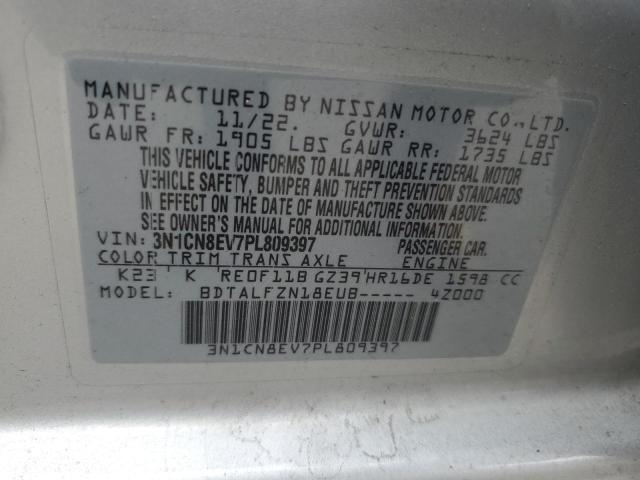 MANUFACTURED BY NISSAN MOTOR CO.,LTD.
DATE: 11/22. GVWR: 3624 LBS
GAWR FR: 1905 LBS GAWR RR: 1735 LBS
THIS VEHICLE CONFORMS TO ALL APPLICABLE FEDERAL MOTOR
VEHICLE SAFETY, BUMPER AND THEFT PREVENTION STANDARDS
IN EFFECT ON THE DATE OF MANUFACTURE SHOWN ABOVE.
SEE OWNER'S MANUAL FOR ADDITIONAL INFORMATION.
VIN: 3N1CN8EV7PL809397 PASSENGER CAR.
COLOR TRIM TRANS AXLE ENGINE
K23 K RE0F11B GZ39 HR16DE 1598 CC
MODEL: BDTALFZN18EUB----- 4Z000
3N1CN8EV7PL809397